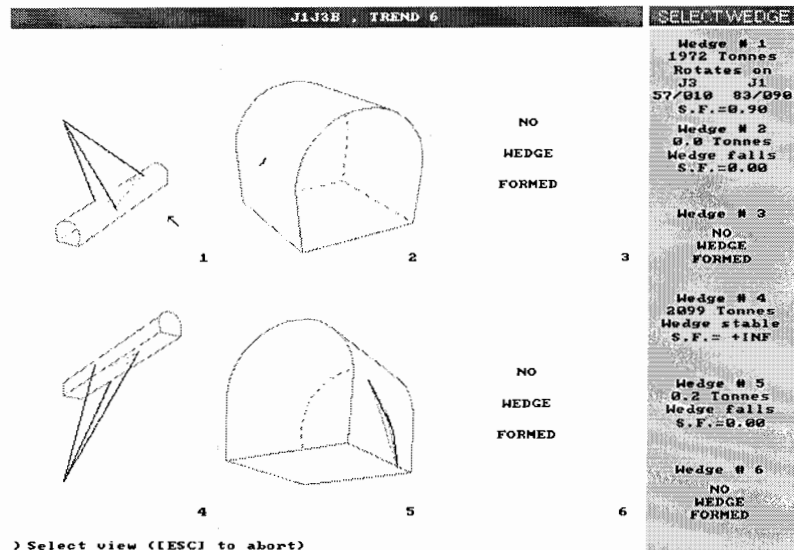 J1J3B , TREND 6
SELECT WEDGE
NO
WEDGE
FORMED
1
2
3
NO
WEDGE
FORMED
4
5
6
Wedge # 1
1972 Tonnes
Rotates on
J3 J1
57/010 83/090
S.F.=0.90
Wedge # 2
0.0 Tonnes
Wedge falls
S.F.=0.00
Wedge # 3
NO
WEDGE
FORMED
Wedge # 4
2099 Tonnes
Wedge stable
S.F.= +INF
Wedge # 5
0.2 Tonnes
Wedge falls
S.F.=0.00
Wedge # 6
NO
WEDGE
FORMED
) Select view ([ESC] to abort)